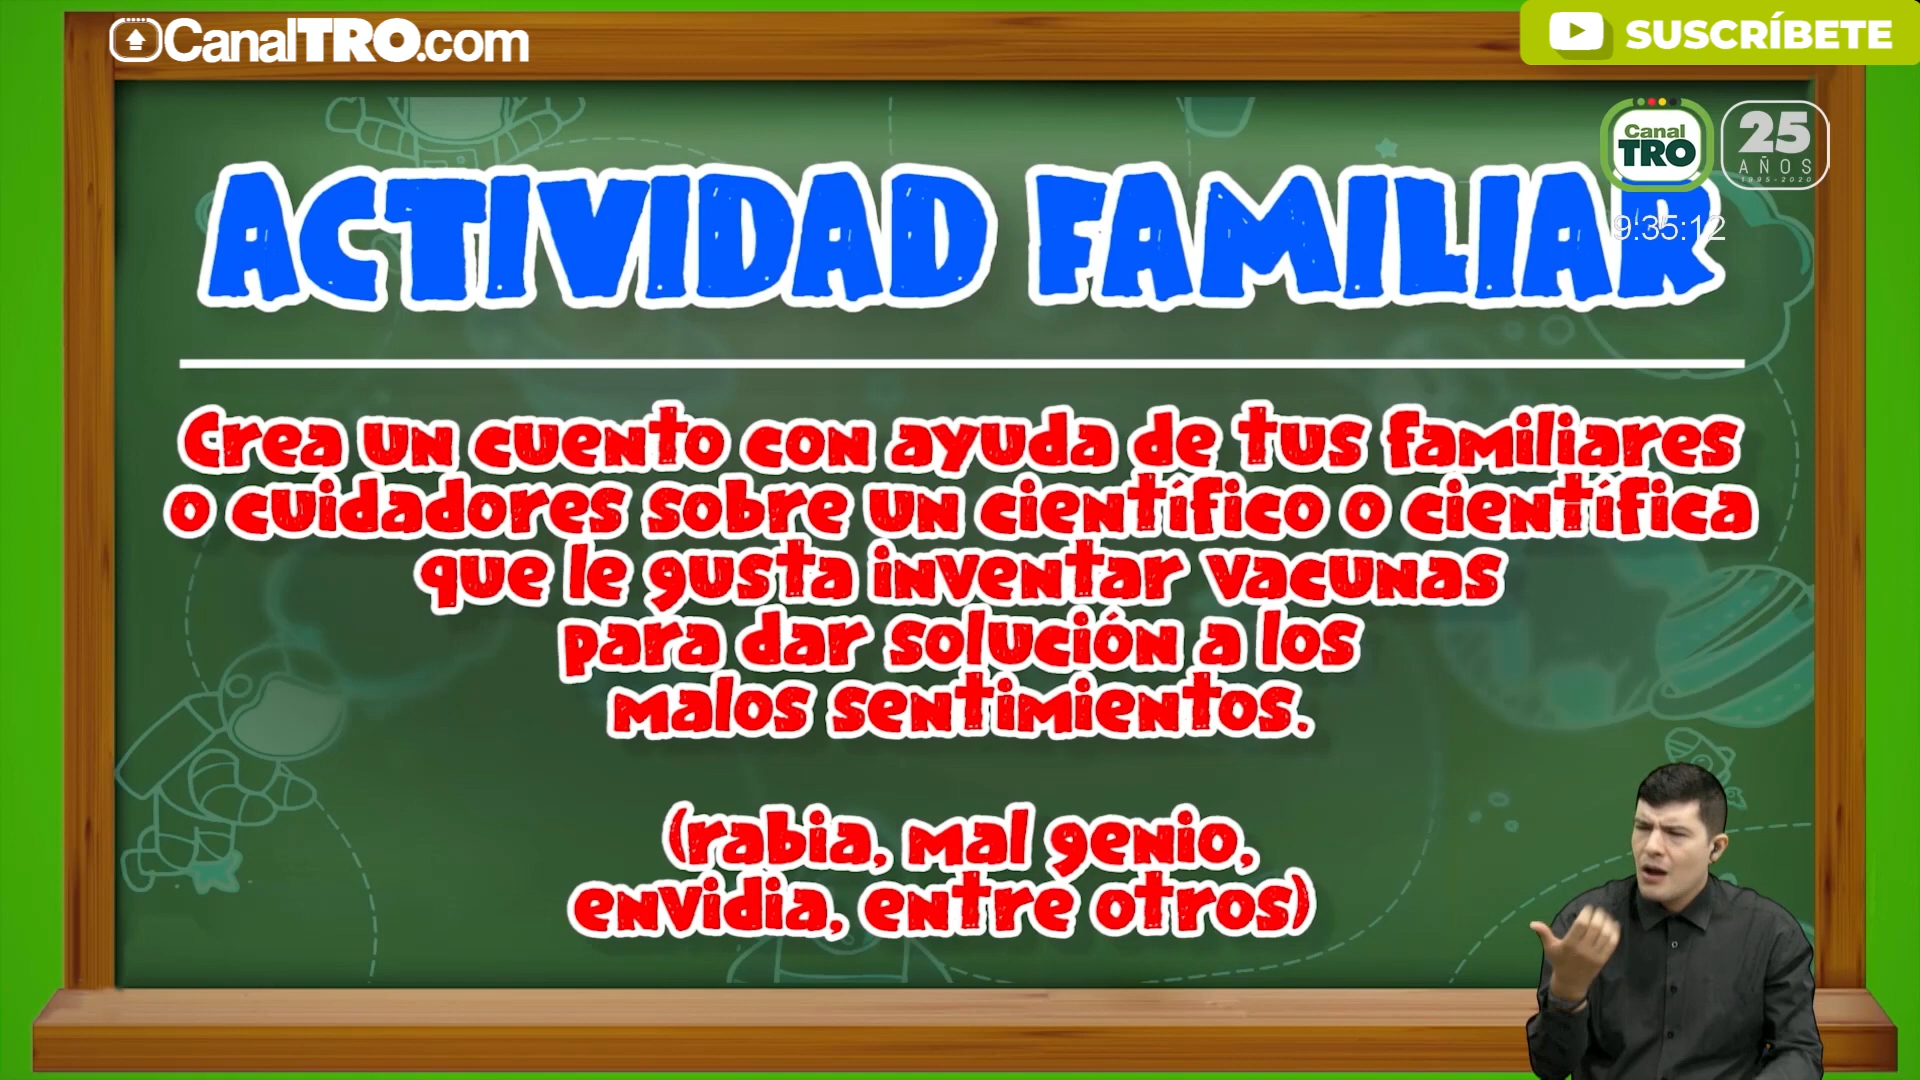 CanalTRO.com
SUSCRÍBETE
Canal
TRO
25
AÑOS
1995-2020
9:35:12
ACTIVIDAD FAMILIAR
Crea un cuento con ayuda de tus familiares
o cuidadores sobre un científico o científica
que le gusta inventar vacunas
para dar solución a los
malos sentimientos.
(rabia, mal genio,
envidia, entre otros)